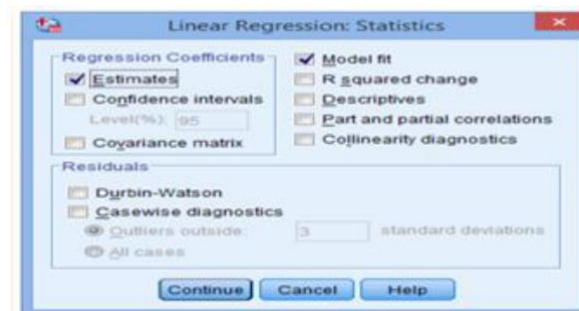 Linear Regression: Statistics
Regression Coefficients
Estimates
Confidence intervals
Level(%): 95
Covariance matrix
Model fit
R squared change
Descriptives
Part and partial correlations
Collinearity diagnostics
Residuals
Durbin-Watson
Casewise diagnostics
Outliers outside: 3 standard deviations
All cases
Continue Cancel Help